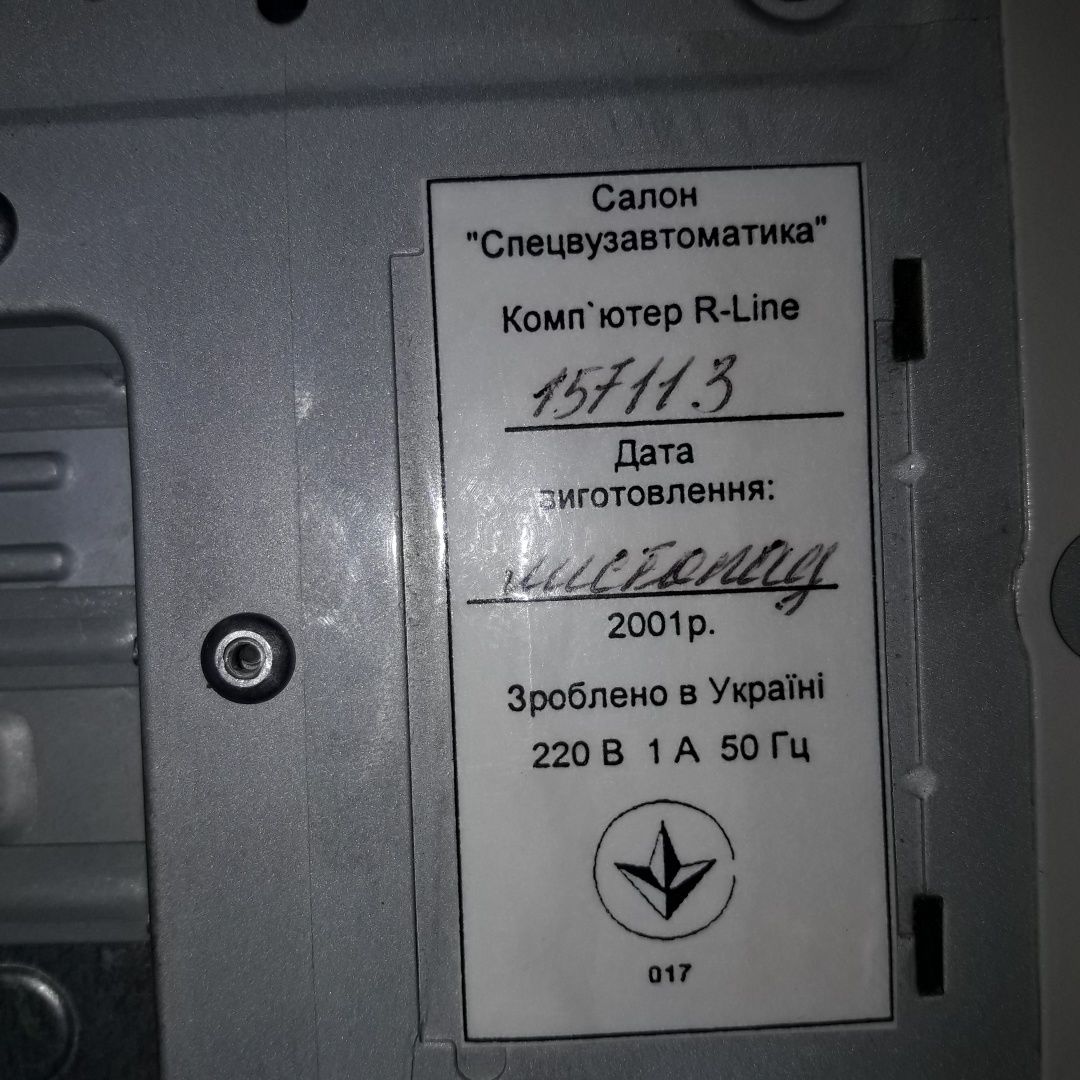 Салон
"Спецвузавтоматика"
Комп`ютер R-Line
157113
Дата
виготовлення:
листопад
2001р.
Зроблено в Україні
220 В 1 А 50 Гц
017